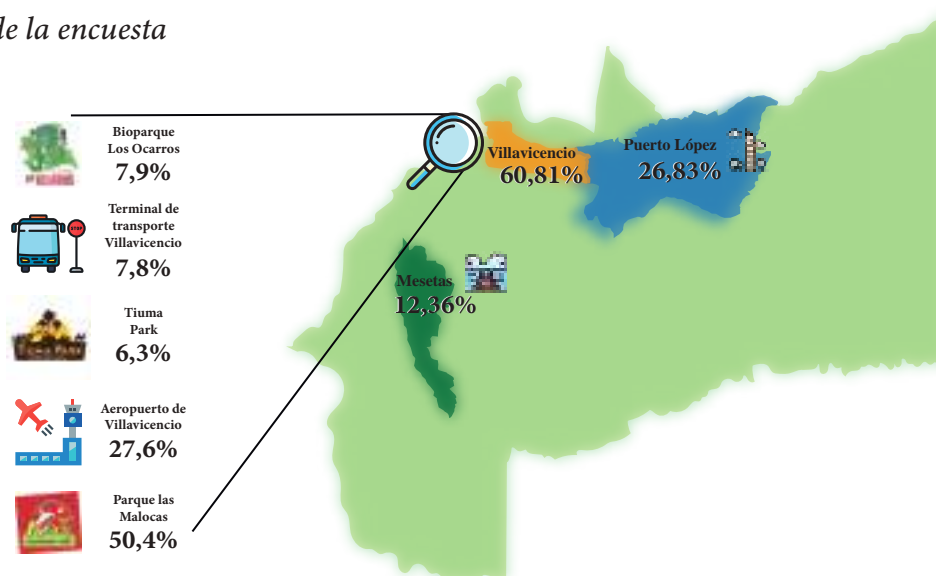 de la encuesta
Bioparque
Los Ocarros
7,9%
Terminal de
transporte
Villavicencio
7,8%
STOP
Tiuma
Park
6,3%
Aeropuerto de
Villavicencio
27,6%
Parque las
Malocas
50,4%
Villavicencio
60,81%
Puerto López
26,83%
Mesetas
12,36%